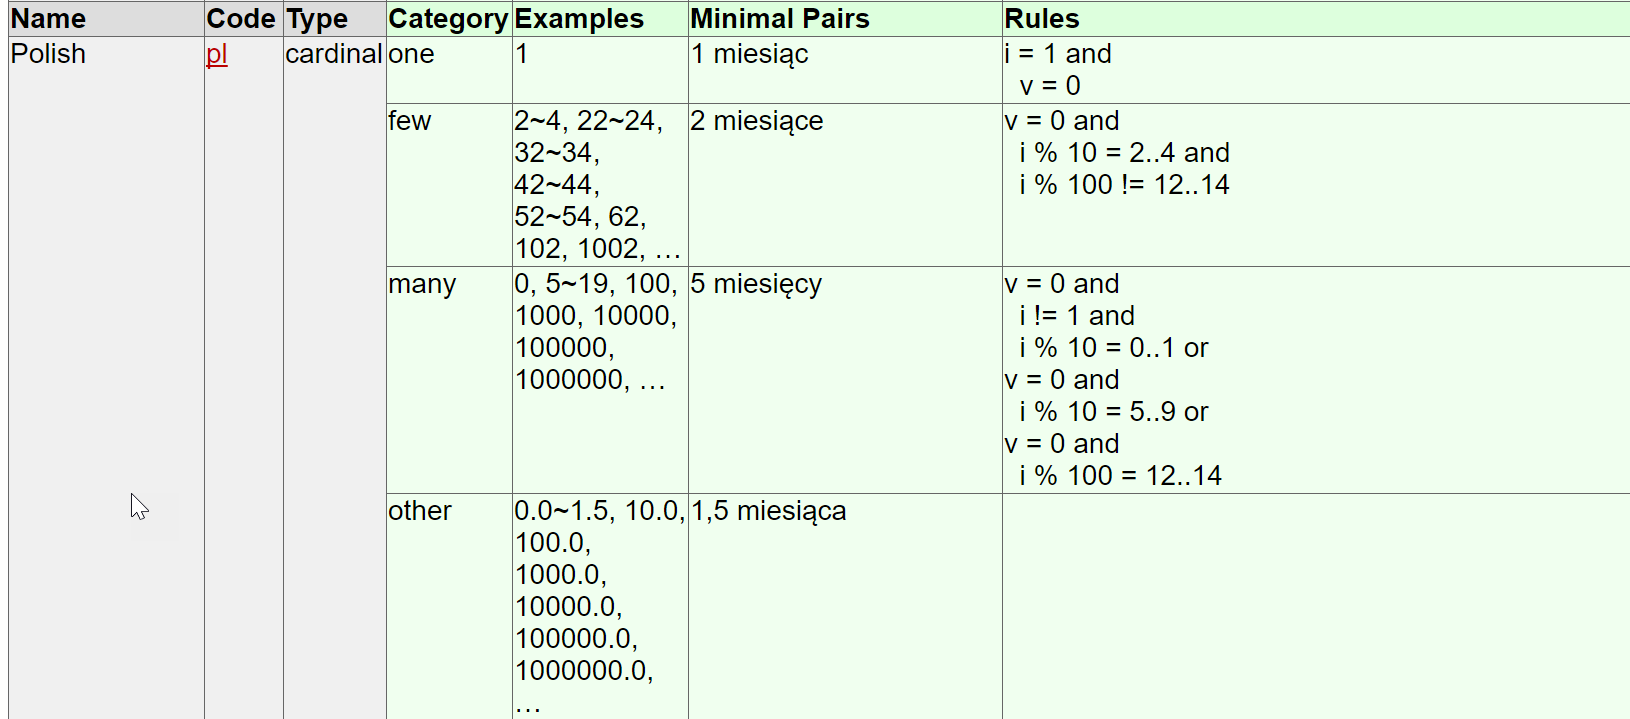 Name Code Type Category Examples Minimal Pairs Rules
Polish pl cardinal one 1 1 miesiąc i = 1 and
v = 0
few 2~4, 22~24, 2 miesiące v = 0 and
32~34, i % 10 = 2..4 and
42~44, i % 100 != 12..14
52~54, 62,
102, 1002, …
many 0, 5~19, 100, 5 miesięcy v = 0 and
1000, 10000, i != 1 and
100000, i % 10 = 0..1 or
1000000, … v = 0 and
i % 10 = 5..9 or
v = 0 and
i % 100 = 12..14
other 0.0~1.5, 10.0, 1,5 miesiąca
100.0,
1000.0,
10000.0,
100000.0,
1000000.0,
…